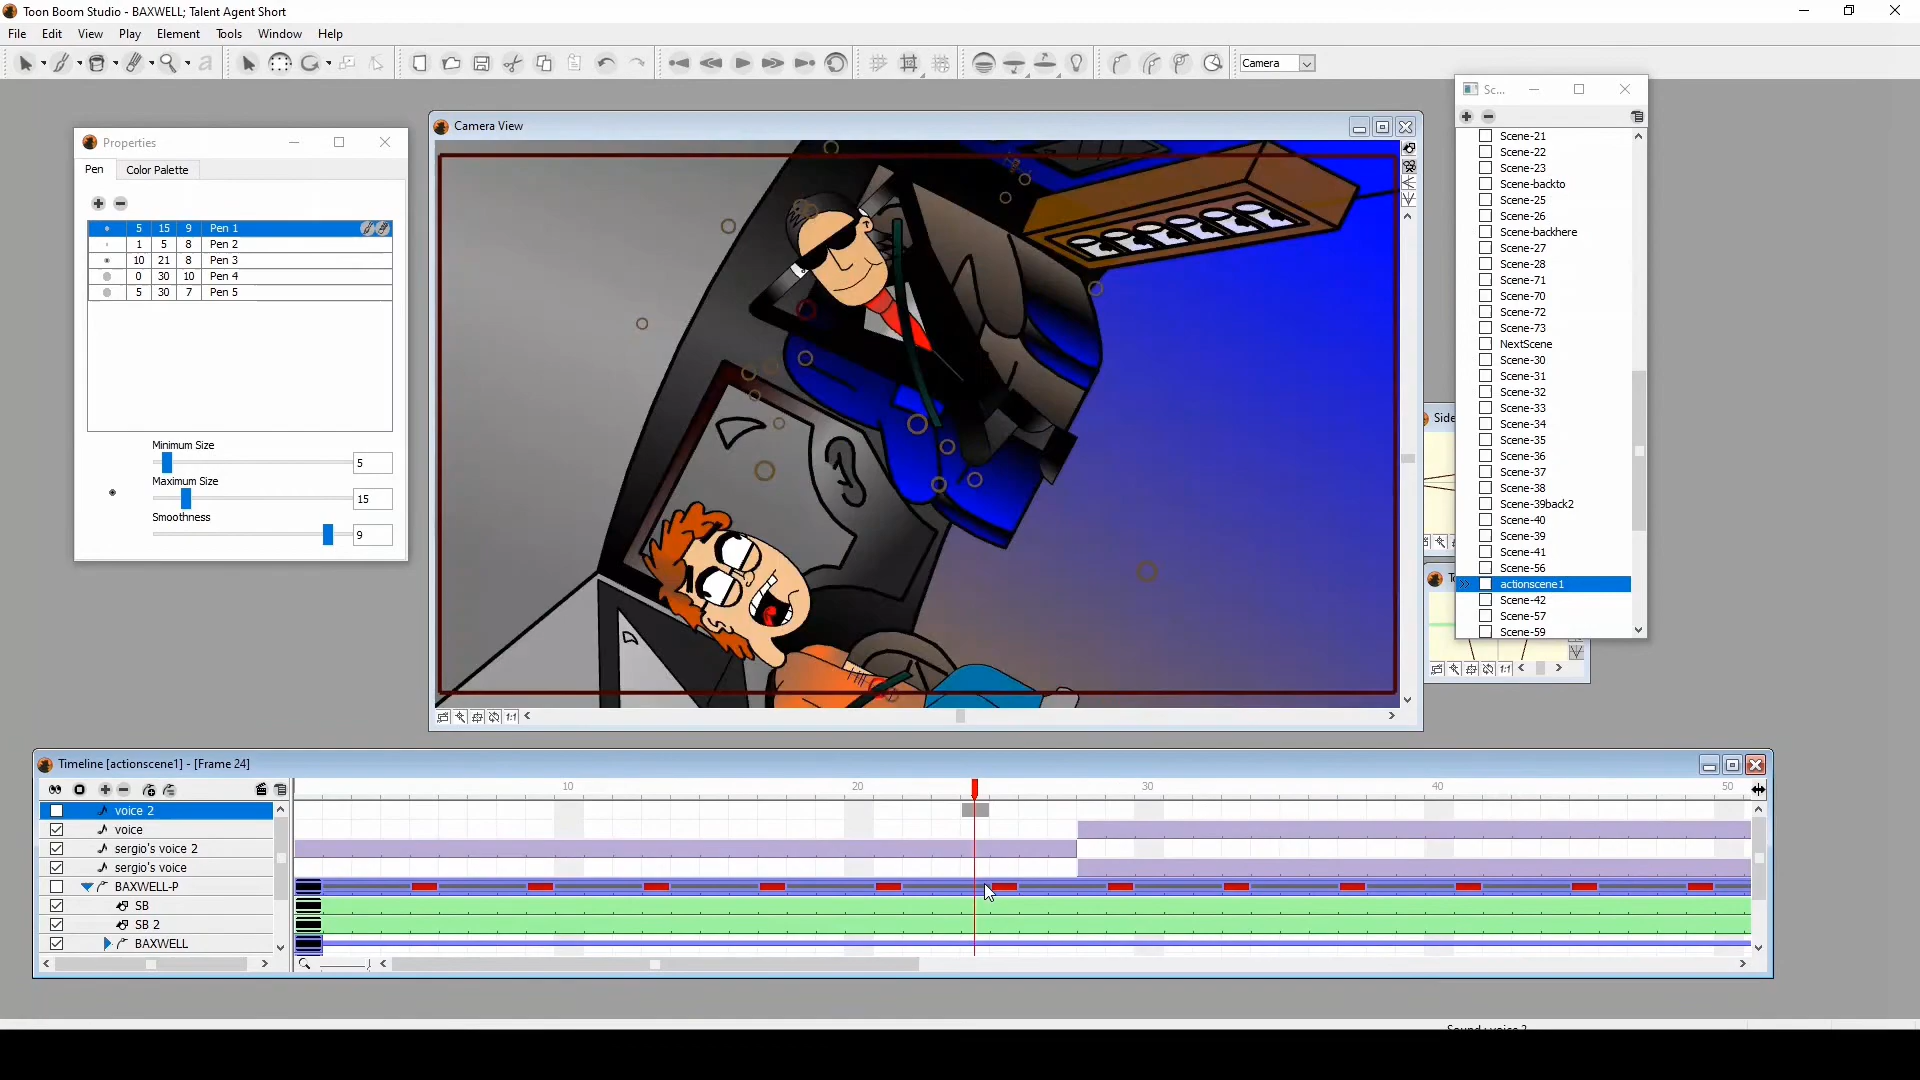 Toon Boom Studio - BAXWELL; Talent Agent Short
File Edit View Play Element Tools Window Help
Camera
Properties
Pen Color Palette
5 15 9 Pen 1
1 5 8 Pen 2
10 21 8 Pen 3
0 30 10 Pen 4
5 30 7 Pen 5
Minimum Size
5
Maximum Size
15
Smoothness
9
Camera View
1:1
Side
1:1
Sc...
Scene-21
Scene-22
Scene-23
Scene-backto
Scene-25
Scene-26
Scene-backhere
Scene-27
Scene-28
Scene-71
Scene-70
Scene-72
Scene-73
NextScene
Scene-30
Scene-31
Scene-32
Scene-33
Scene-34
Scene-35
Scene-36
Scene-37
Scene-38
Scene-39back2
Scene-40
Scene-39
Scene-41
Scene-56
actionscene1
Scene-42
Scene-57
Scene-59
Timeline [actionscene1] - [Frame 24]
10 20 30 40 50
voice 2
voice
sergio's voice 2
sergio's voice
BAXWELL-P
SB
SB 2
BAXWELL